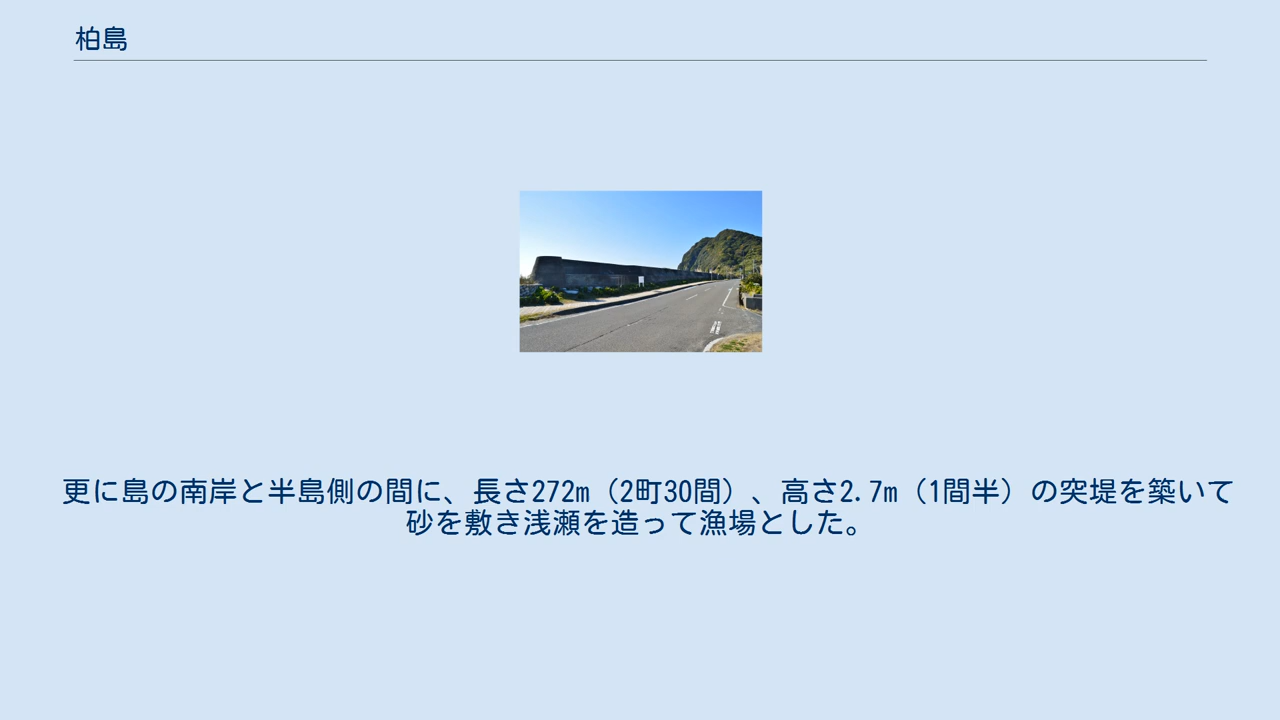 柏島
更に島の南岸と半島側の間に、長さ272m（2町30間）、高さ2.7m（1間半）の突堤を築いて
砂を敷き浅瀬を造って漁場とした。